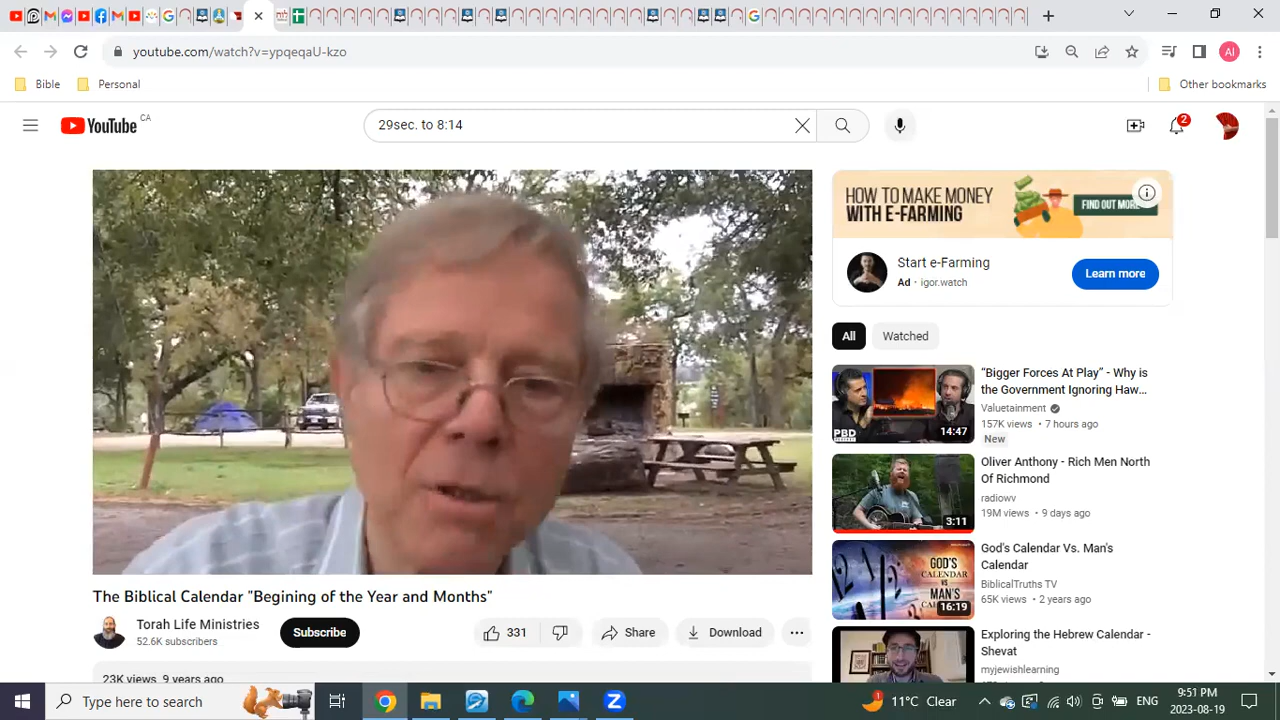 youtube.com/watch?v=ypqeqaU-kzo
Bible
Personal
Other bookmarks
AI
YouTube CA
29sec. to 8:14
2
HOW TO MAKE MONEY
WITH E-FARMING
FIND OUT MORE
Start e-Farming
Ad · igor.watch
Learn more
All
Watched
"Bigger Forces At Play" - Why is
the Government Ignoring Haw...
Valuetainment
157K views • 7 hours ago
New
PBD
14:47
Oliver Anthony - Rich Men North
Of Richmond
radiowv
19M views • 9 days ago
3:11
God's Calendar Vs. Man's
Calendar
BiblicalTruths TV
65K views • 2 years ago
GOD'S
CALENDAR
VS
MAN'S
16:19
Exploring the Hebrew Calendar -
Shevat
myjewishlearning
The Biblical Calendar "Begining of the Year and Months"
Torah Life Ministries
52.6K subscribers
Subscribe
331
Share
Download
23K views 9 years ago
Type here to search
1
11°C Clear
ENG
9:51 PM
2023-08-19